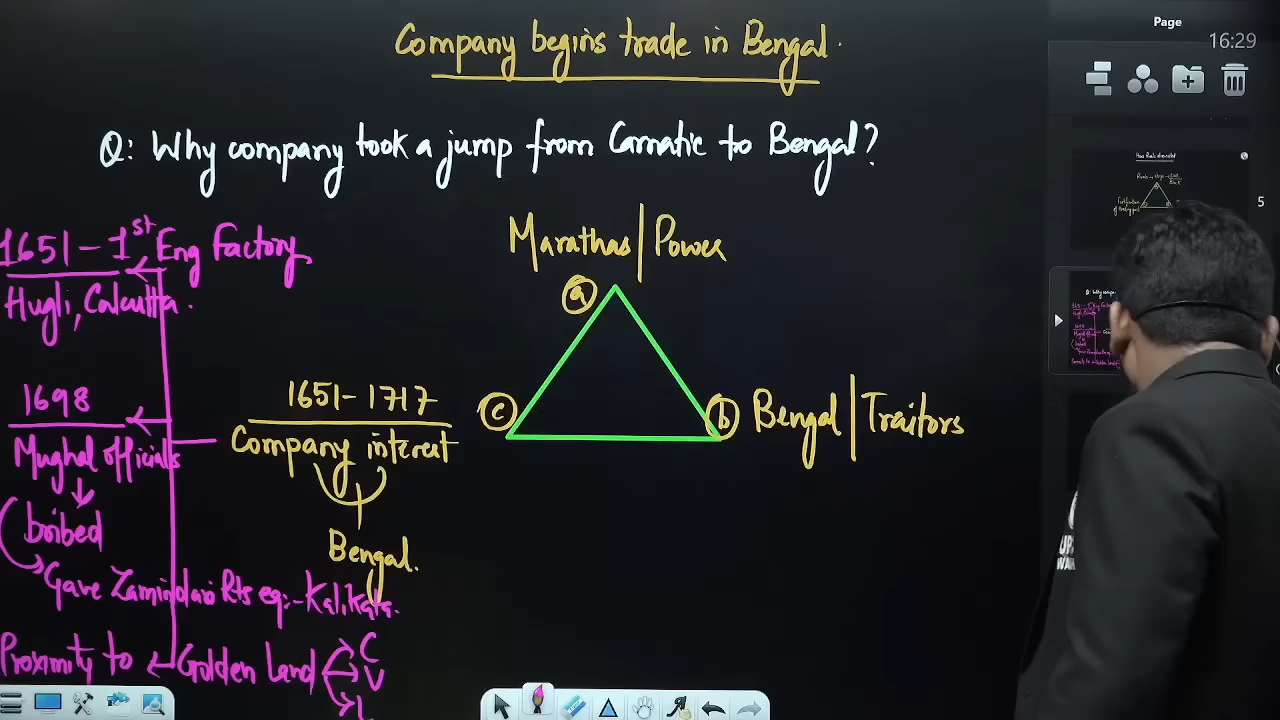 Page
16:29
Company begins trade in Bengal.
Q: Why company took a jump from Carnatic to Bengal?
5
1651 - 1st Eng Factory
Hugli, Calcutta.
Marathas | Power
a
1698
Mughal officials
bribed
Gave Zamindari Rts eg:- Kalikata.
Proximity to Golden Land
C
V
1651 - 1717
Company interest
Bengal.
c
b
Bengal | Traitors